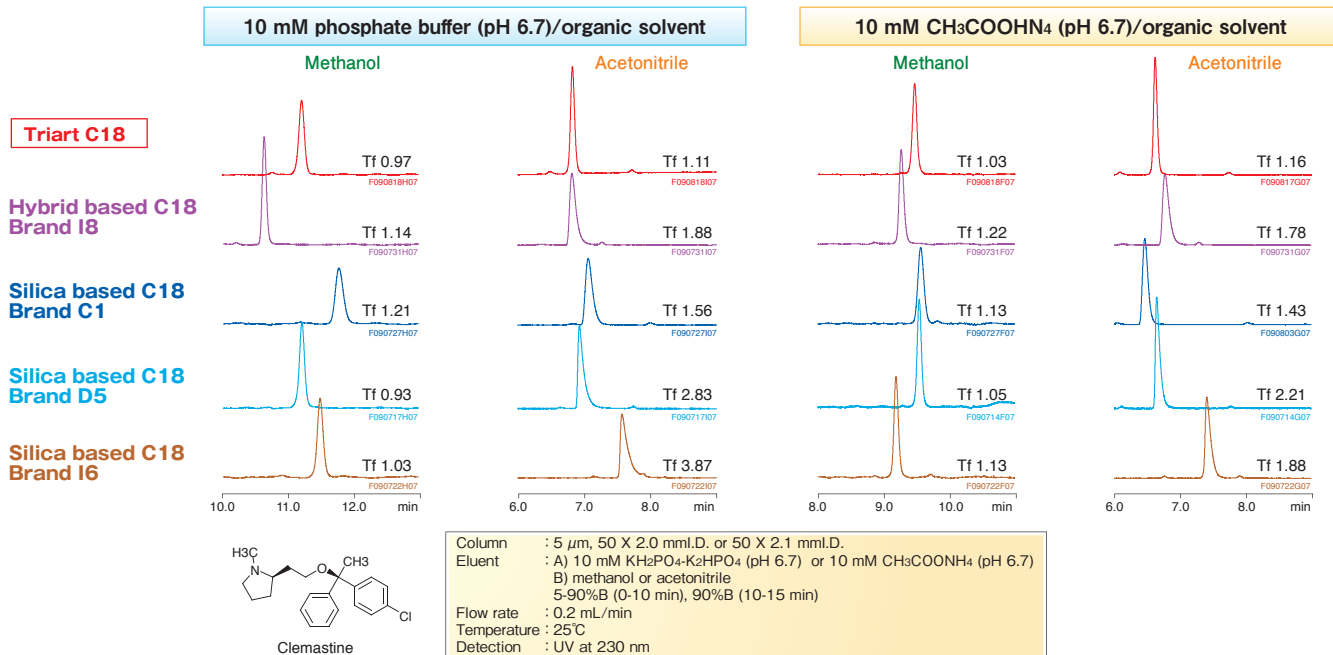 10 mM phosphate buffer (pH 6.7)/organic solvent
10 mM CH3COOHN4 (pH 6.7)/organic solvent
Methanol
Acetonitrile
Methanol
Acetonitrile
Triart C18
Tf 0.97
F090818H07
Tf 1.11
F090818I07
Tf 1.03
F090818F07
Tf 1.16
F090817G07
Hybrid based C18
Brand I8
Tf 1.14
F090731H07
Tf 1.88
F090731I07
Tf 1.22
F090731F07
Tf 1.78
F090731G07
Silica based C18
Brand C1
Tf 1.21
F090727H07
Tf 1.56
F090727I07
Tf 1.13
F090727F07
Tf 1.43
F090803G07
Silica based C18
Brand D5
Tf 0.93
F090717H07
Tf 2.83
F090717I07
Tf 1.05
F090714F07
Tf 2.21
F090714G07
Silica based C18
Brand I6
Tf 1.03
F090722H07
Tf 3.87
F090722I07
Tf 1.13
F090722F07
Tf 1.88
F090722G07
10.0 11.0 12.0 min
6.0 7.0 8.0 min
8.0 9.0 10.0 min
6.0 7.0 8.0 min
H3C
N
O
CH3
Cl
Clemastine
Column : 5 µm, 50 X 2.0 mmI.D. or 50 X 2.1 mmI.D.
Eluent : A) 10 mM KH2PO4-K2HPO4 (pH 6.7) or 10 mM CH3COONH4 (pH 6.7)
B) methanol or acetonitrile
5-90%B (0-10 min), 90%B (10-15 min)
Flow rate : 0.2 mL/min
Temperature : 25℃
Detection : UV at 230 nm